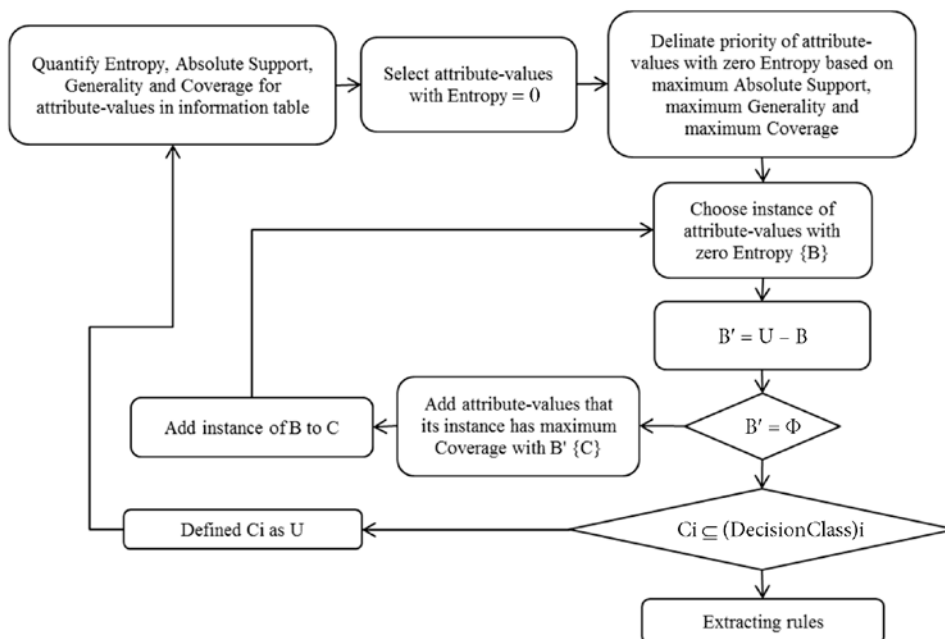 Quantify Entropy, Absolute Support,
Generality and Coverage for
attribute-values in information table
Select attribute-values
with Entropy = 0
Delinate priority of attribute-
values with zero Entropy based on
maximum Absolute Support,
maximum Generality and
maximum Coverage
Choose instance of
attribute-values with
zero Entropy {B}
B′ = U – B
B′ = Φ
Add attribute-values that
its instance has maximum
Coverage with B' {C}
Add instance of B to C
Ci ⊆ (DecisionClass)i
Defined Ci as U
Extracting rules